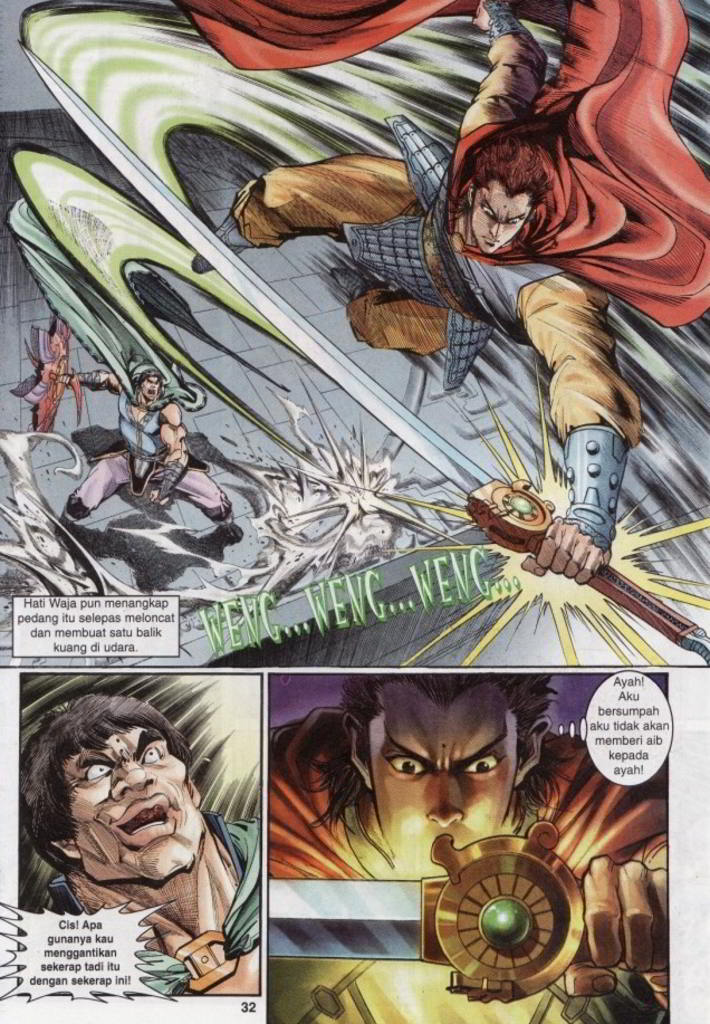 Hati Waja pun menangkap
pedang itu selepas meloncat
dan membuat satu balik
kuang di udara.
WENG...WENG...WENG...
Cis! Apa
gunanya kau
menggantikan
sekerap tadi itu
dengan sekerap ini!
Ayah!
Aku
bersumpah
aku tidak akan
memberi aib
kepada
ayah!
32